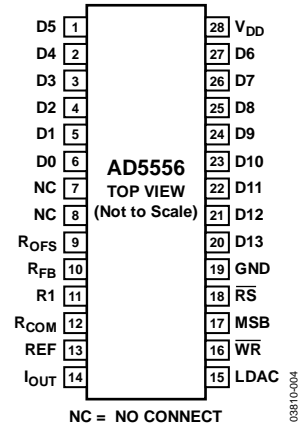 D5 1 28 VDD
D4 2 27 D6
D3 3 26 D7
D2 4 25 D8
D1 5 24 D9
D0 6 23 D10
NC 7 22 D11
NC 8 21 D12
ROFS 9 20 D13
RFB 10 19 GND
R1 11 18 RS
RCOM 12 17 MSB
REF 13 16 WR
IOUT 14 15 LDAC
AD5556
TOP VIEW
(Not to Scale)
NC = NO CONNECT
03810-004